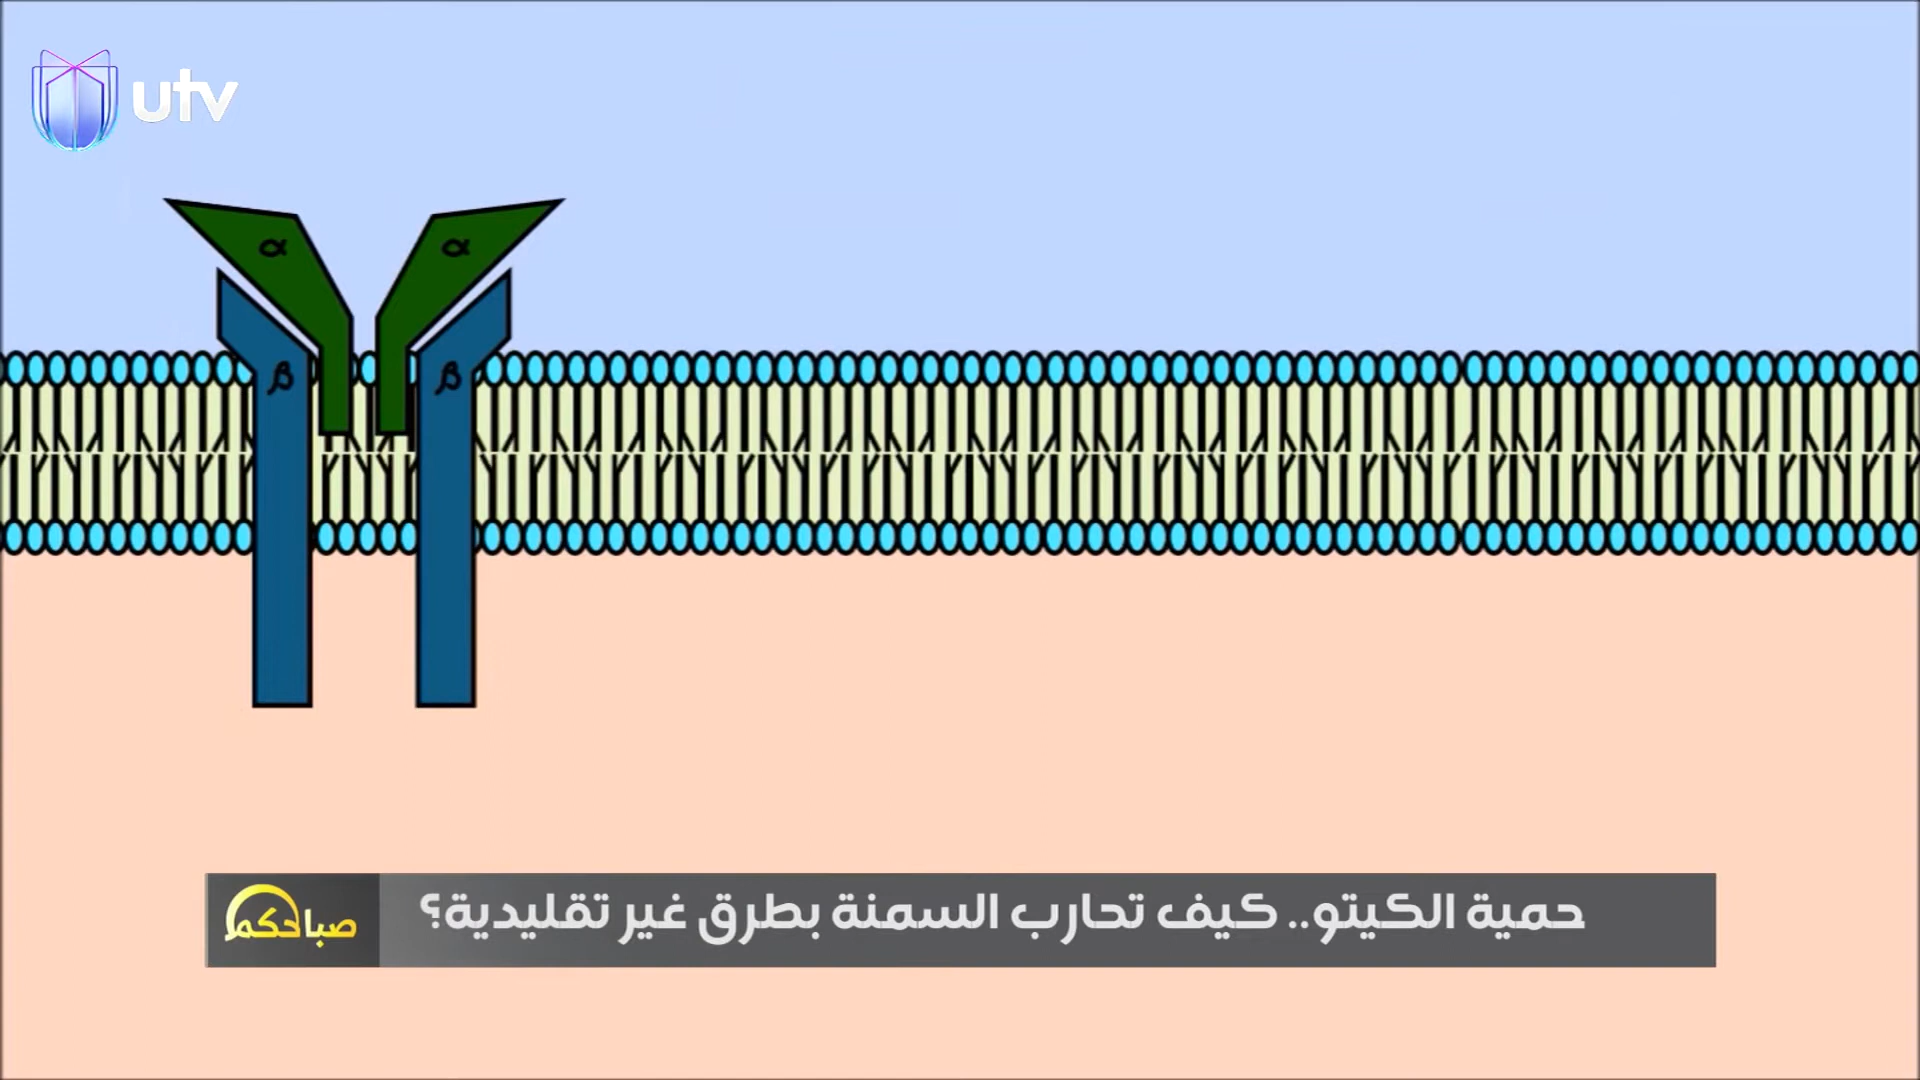 utv
α α
β β
حمية الكيتو.. كيف تحارب السمنة بطرق غير تقليدية؟
صباحكم